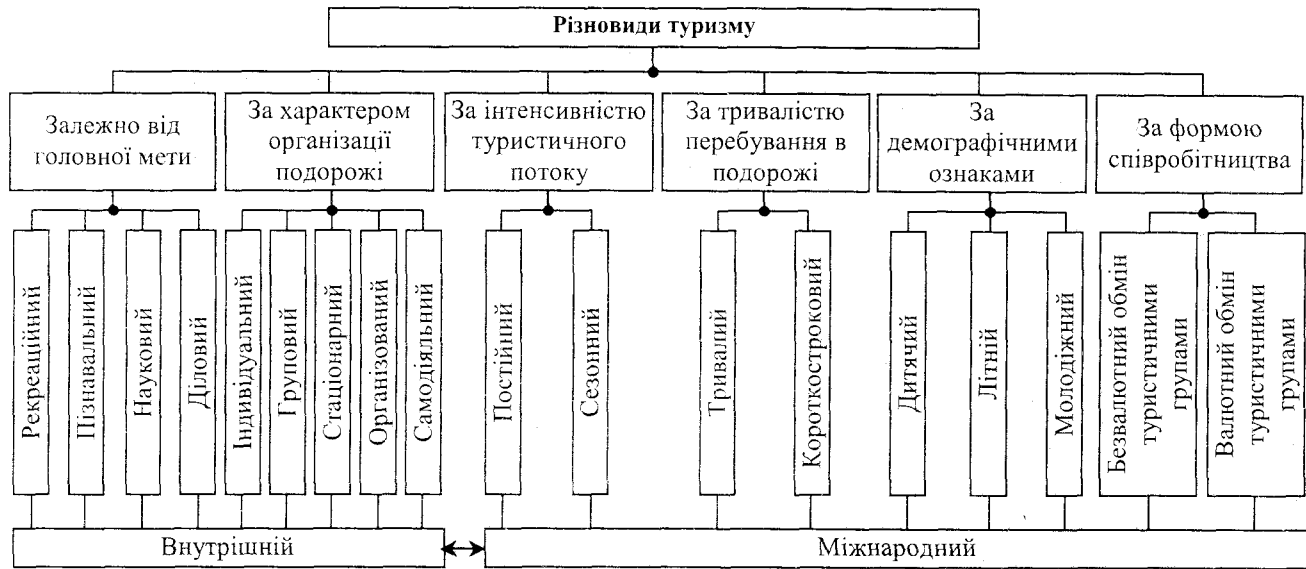 Різновиди туризму
Залежно від
головної мети
За характером
організації
подорожі
За інтенсивністю
туристичного
потоку
За тривалістю
перебування в
подорожі
За
демографічними
ознаками
За формою
співробітництва
Рекреаційний
Пізнавальний
Науковий
Діловий
Індивідуальний
Груповий
Стаціонарний
Організований
Самодіяльний
Постійний
Сезонний
Тривалий
Короткостроковий
Дитячий
Літній
Молодіжний
Безвалютний обмін
туристичними
групами
Валютний обмін
туристичними
групами
Внутрішній
Міжнародний